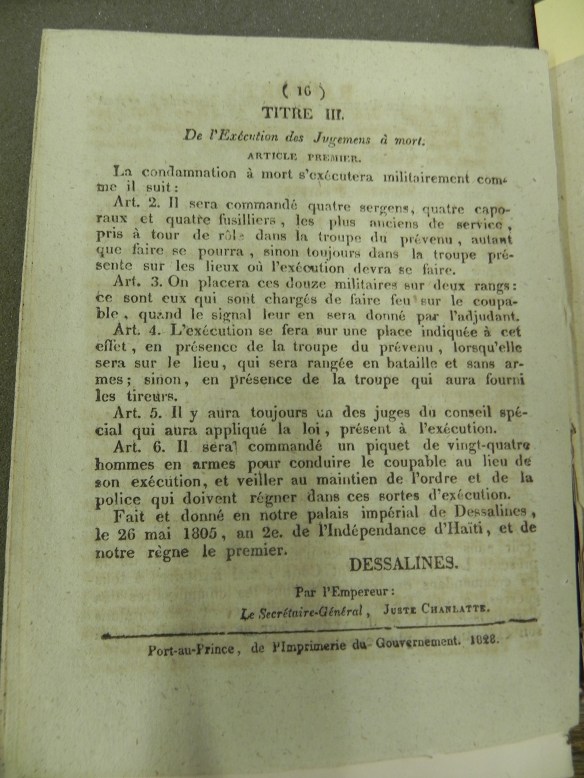 ( 16 )
TITRE III.
De l'Exécution des Jugemens à mort.
ARTICLE PREMIER.
La condamnation à mort s'exécutera militairement com-
me il suit :
Art. 2. Il sera commandé quatre sergens, quatre capo-
raux et quatre fusilliers, les plus anciens de service,
pris à tour de rôle dans la troupe du prévenu, autant
que faire se pourra, sinon toujours dans la troupe pré-
sente sur les lieux où l'exécution devra se faire.
Art. 3. On placera ces douze militaires sur deux rangs :
ce sont eux qui sont chargés de faire feu sur le coupa-
ble, quand le signal leur en sera donné par l'adjudant.
Art. 4. L'exécution se fera sur une place indiquée à cet
effet, en présence de la troupe du prévenu, lorsqu'elle
sera sur le lieu, qui sera rangée en bataille et sans ar-
mes ; sinon, en présence de la troupe qui aura fourni
les tireurs.
Art. 5. Il y aura toujours un des juges du conseil spé-
cial qui aura appliqué la loi, présent à l'exécution.
Art. 6. Il sera commandé un piquet de vingt-quatre
hommes en armes pour conduire le coupable au lieu de
son exécution, et veiller au maintien de l'ordre et de la
police qui doivent régner dans ces sortes d'exécution.
Fait et donné en notre palais impérial de Dessalines,
le 26 mai 1805, an 2e. de l'Indépendance d'Haïti, et de
notre règne le premier.
DESSALINES.
Par l'Empereur :
Le Secrétaire-Général, JUSTE CHANLATTE.
Port-au-Prince, de l'Imprimerie du Gouvernement. 1828.